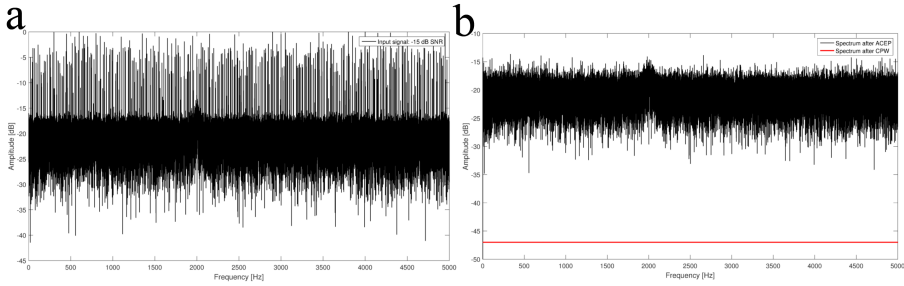 a
Input signal: -15 dB SNR
0
-5
-10
-15
-20
-25
-30
-35
-40
-45
Amplitude [dB]
0 500 1000 1500 2000 2500 3000 3500 4000 4500 5000
Frequency [Hz]
b
Spectrum after ACEP
Spectrum after CPW
-10
-15
-20
-25
-30
-35
-40
-45
-50
Amplitude [dB]
0 500 1000 1500 2000 2500 3000 3500 4000 4500 5000
Frequency [Hz]